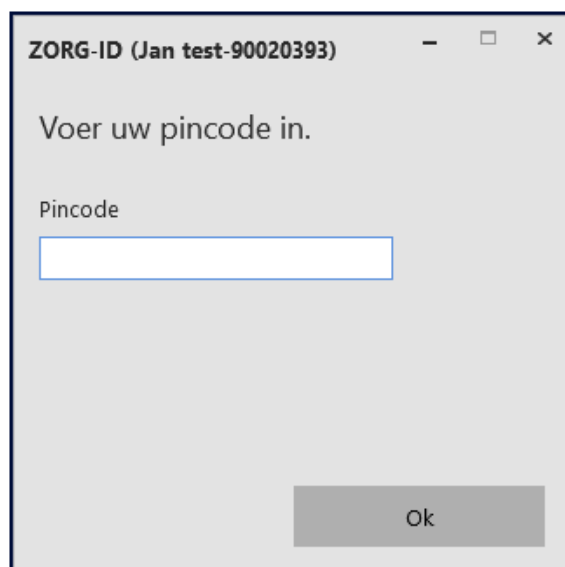 ZORG-ID (Jan test-90020393)
Voer uw pincode in.
Pincode
Ok